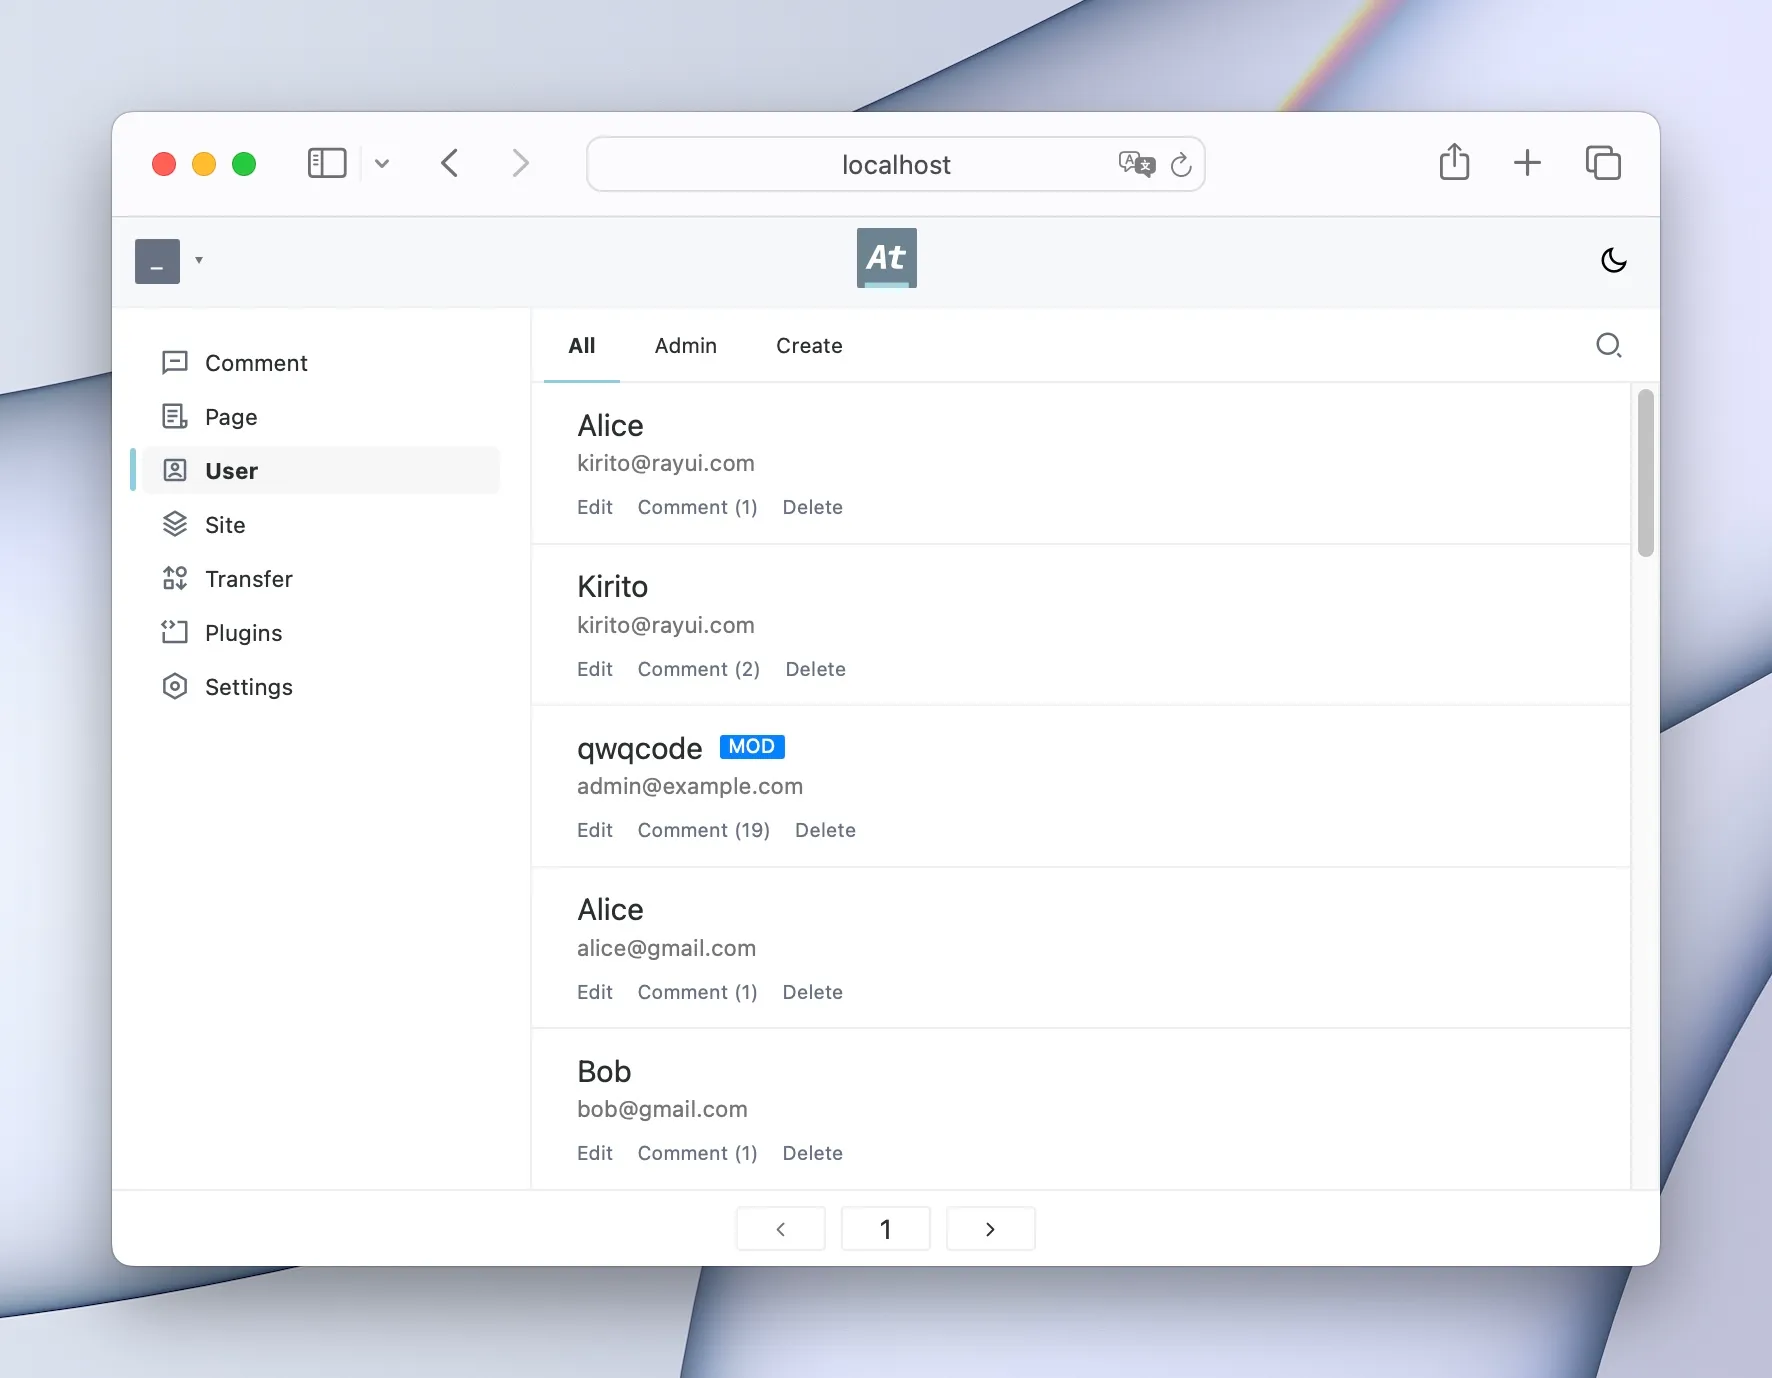 localhost
_
At
Comment
Page
User
Site
Transfer
Plugins
Settings
All Admin Create
Alice
kirito@rayui.com
Edit Comment (1) Delete
Kirito
kirito@rayui.com
Edit Comment (2) Delete
qwqcode MOD
admin@example.com
Edit Comment (19) Delete
Alice
alice@gmail.com
Edit Comment (1) Delete
Bob
bob@gmail.com
Edit Comment (1) Delete
1